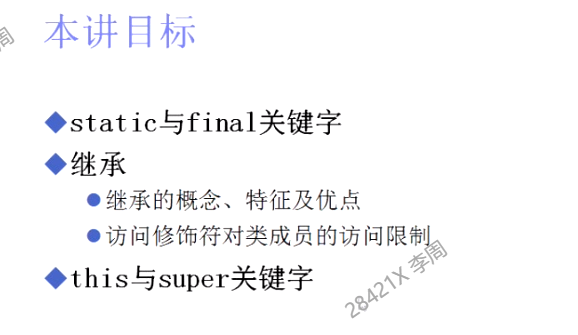 本讲目标
static与final关键字
继承
继承的概念、特征及优点
访问修饰符对类成员的访问限制
this与super关键字
28421X 李周
周